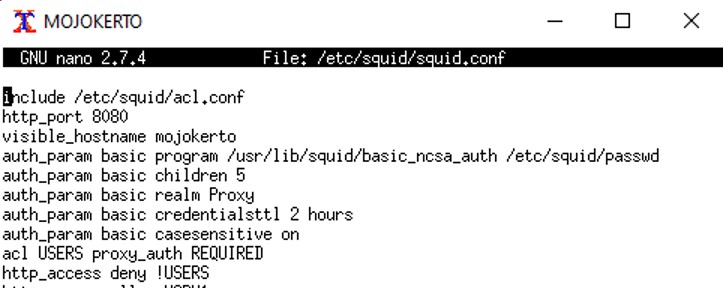 MOJOKERTO
GNU nano 2.7.4 File: /etc/squid/squid.conf
include /etc/squid/acl.conf
http_port 8080
visible_hostname mojokerto
auth_param basic program /usr/lib/squid/basic_ncsa_auth /etc/squid/passwd
auth_param basic children 5
auth_param basic realm Proxy
auth_param basic credentialsttl 2 hours
auth_param basic casesensitive on
acl USERS proxy_auth REQUIRED
http_access deny !USERS